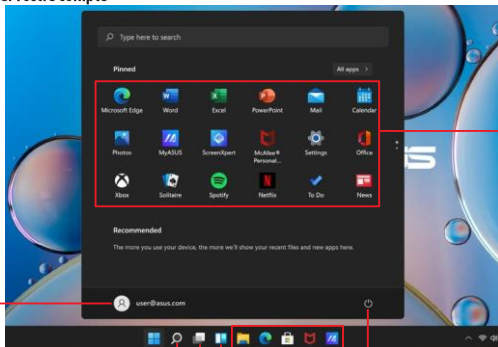 Type here to search
Pinned
All apps >
Microsoft Edge Word Excel PowerPoint Mail Calendar
Photos MyASUS ScreenXpert McAfee® Personal... Settings Office
Xbox Solitaire Spotify Netflix To Do News
Recommended
The more you use your device, the more we'll show your recent files and new apps here.
user@asus.com